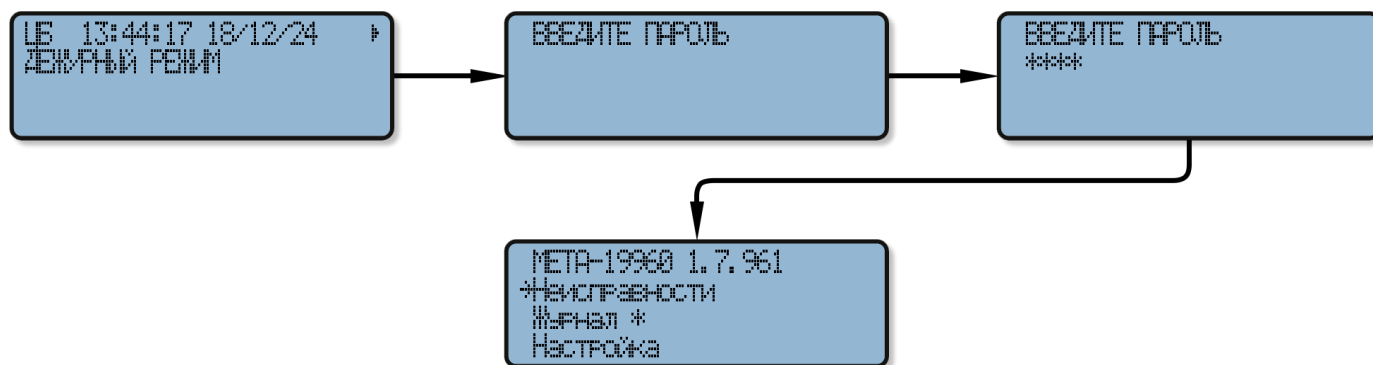 ЦБ 13:44:17 18/12/24
ДЕЖУРНЫЙ РЕЖИМ
ВВЕДИТЕ ПАРОЛЬ
ВВЕДИТЕ ПАРОЛЬ
****
МЕТА-19960 1.7.961
→Неисправности
Журнал *
Настройка